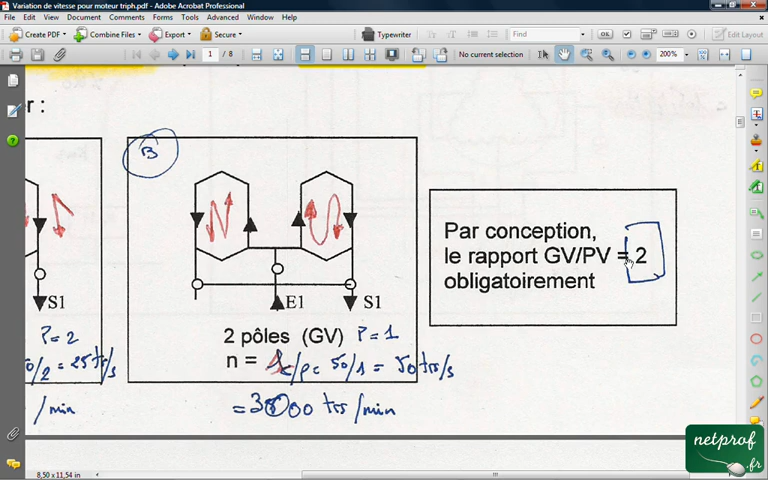 Variation de vitesse pour moteur triph.pdf - Adobe Acrobat Professional
File Edit View Document Comments Forms Tools Advanced Window Help
Create PDF Combine Files Export Secure Typewriter Find Edit Layout
1 / 8 No current selection 200%
r :
B
S1 E1 S1
Par conception,
le rapport GV/PV = 2
obligatoirement
P = 2
0/2 = 25 tr/s
/ min
2 pôles (GV) P = 1
n = f/p = 50/1 = 50 trs/s
= 3000 trs/min
8,50 x 11,54 in
netprof
.fr